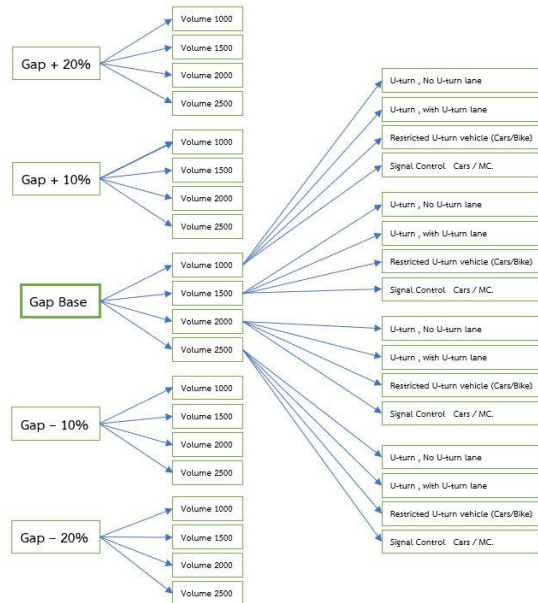 Gap + 20%
Volume 1000
Volume 1500
Volume 2000
Volume 2500
Gap + 10%
Volume 1000
Volume 1500
Volume 2000
Volume 2500
Gap Base
Volume 1000
Volume 1500
Volume 2000
Volume 2500
Gap – 10%
Volume 1000
Volume 1500
Volume 2000
Volume 2500
Gap – 20%
Volume 1000
Volume 1500
Volume 2000
Volume 2500
U-turn , No U-turn lane
U-turn , with U-turn lane
Restricted U-turn vehicle (Cars/Bike)
Signal Control Cars / MC.
U-turn , No U-turn lane
U-turn , with U-turn lane
Restricted U-turn vehicle (Cars/Bike)
Signal Control Cars / MC.
U-turn , No U-turn lane
U-turn , with U-turn lane
Restricted U-turn vehicle (Cars/Bike)
Signal Control Cars / MC.
U-turn , No U-turn lane
U-turn , with U-turn lane
Restricted U-turn vehicle (Cars/Bike)
Signal Control Cars / MC.